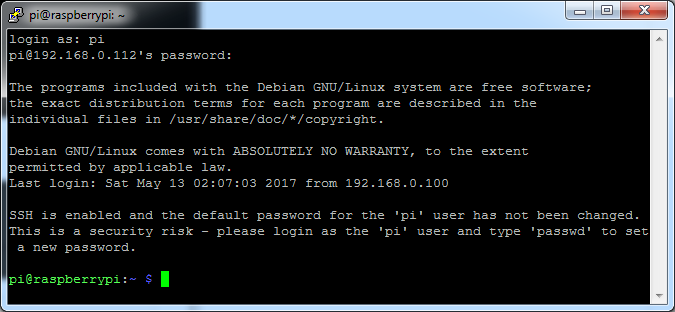 pi@raspberrypi: ~
login as: pi
pi@192.168.0.112's password:
The programs included with the Debian GNU/Linux system are free software;
the exact distribution terms for each program are described in the
individual files in /usr/share/doc/*/copyright.
Debian GNU/Linux comes with ABSOLUTELY NO WARRANTY, to the extent
permitted by applicable law.
Last login: Sat May 13 02:07:03 2017 from 192.168.0.100
SSH is enabled and the default password for the 'pi' user has not been changed.
This is a security risk - please login as the 'pi' user and type 'passwd' to set
 a new password.
pi@raspberrypi:~ $